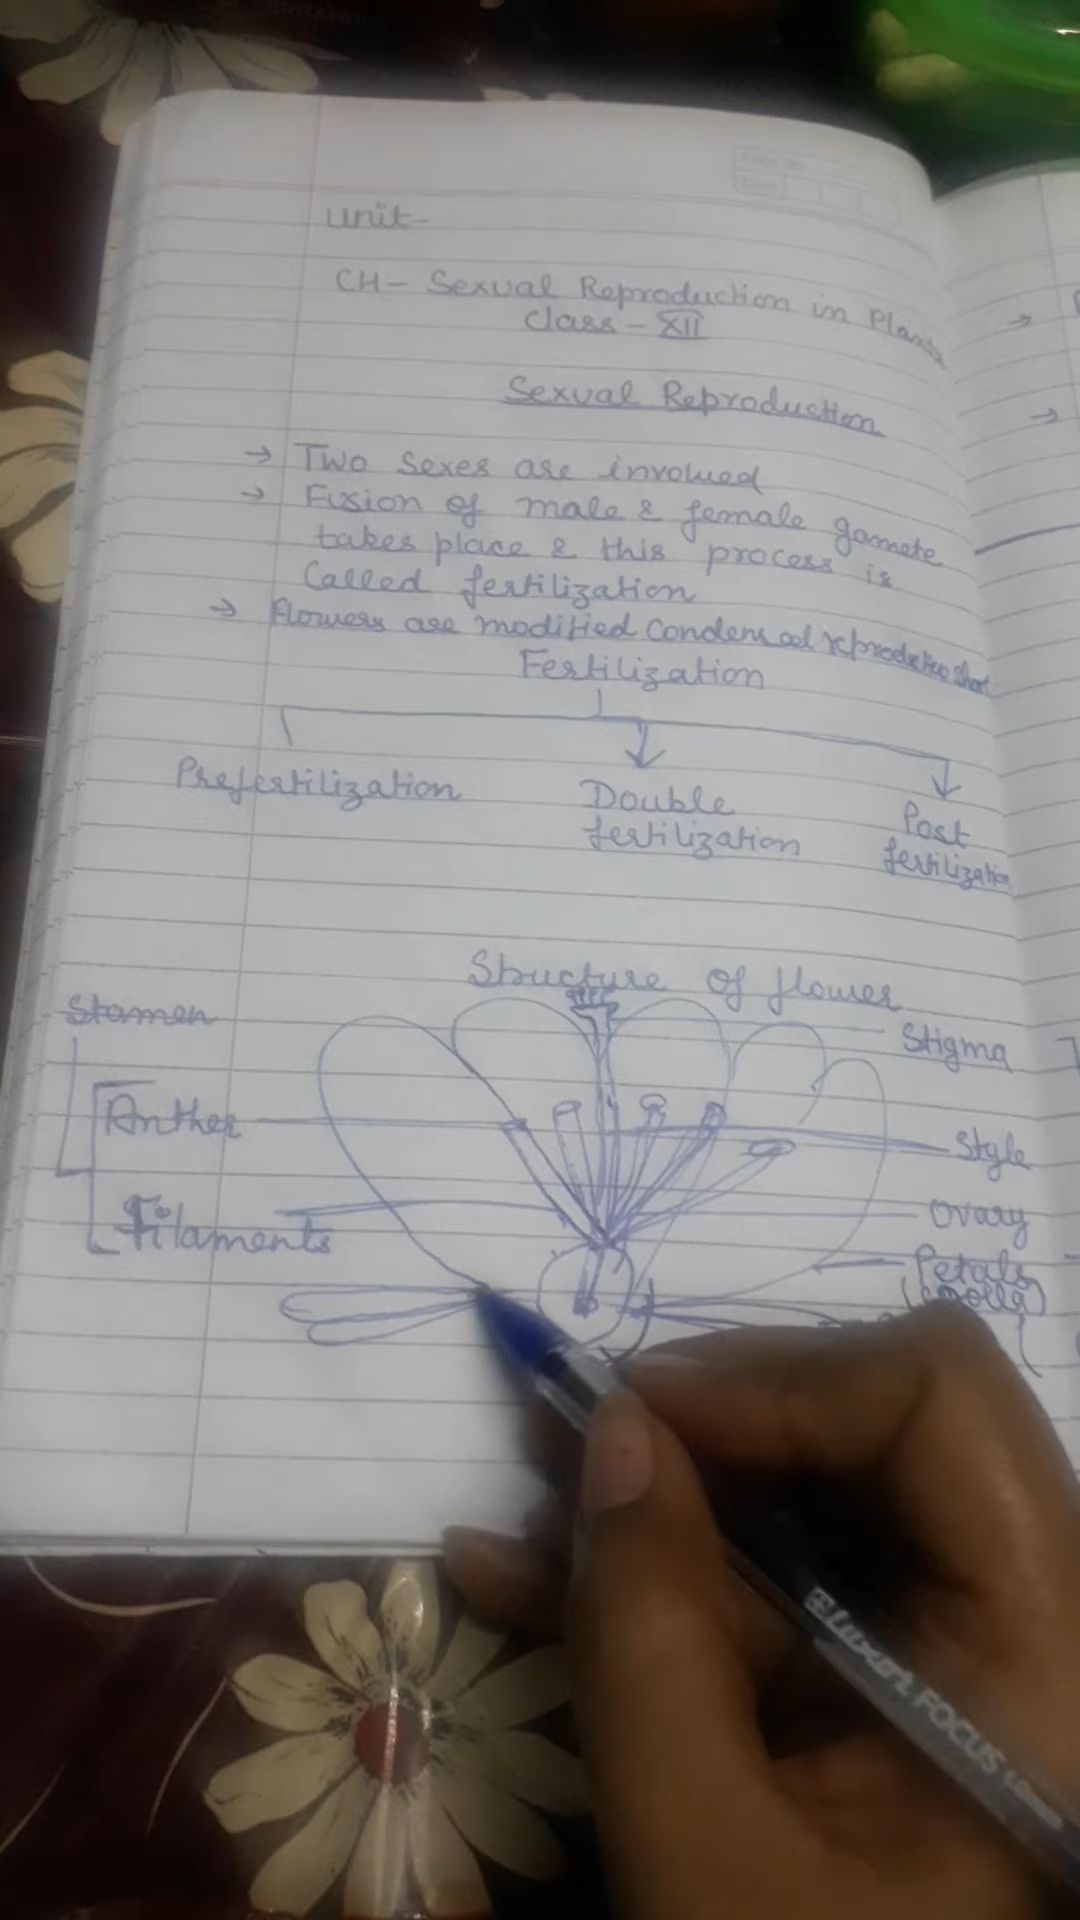 unit-
CH- Sexual Reproduction in Plants
Class - XII
Sexual Reproduction
→ Two sexes are involved
→ Fusion of male & female gamete
takes place & this process is
Called fertilization
→ Flowers are modified Condensed reproductive shoot
Fertilization
Prefertilization
Double
fertilization
Post
fertilization
Structure of flower
Stamen
Stigma
Anther
Style
Filaments
Ovary
Petals
Linc
FOCUS